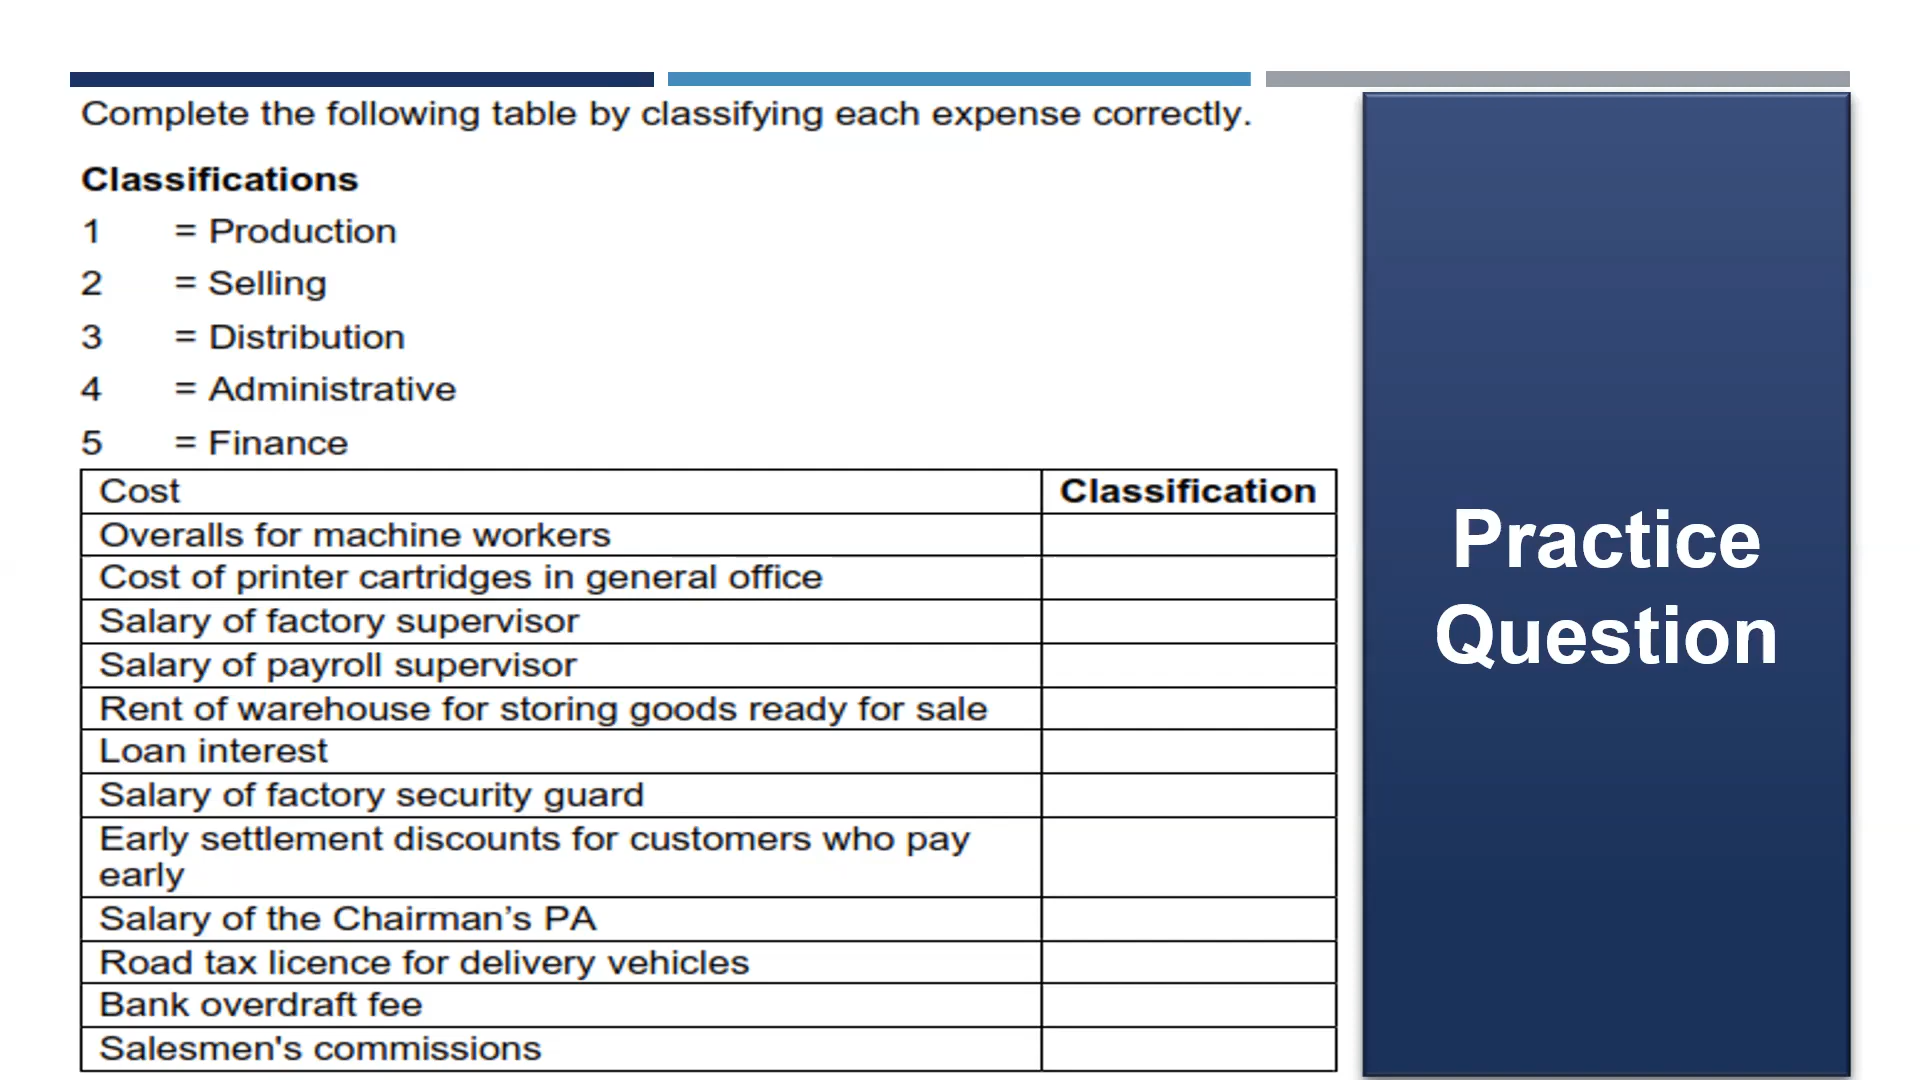 Complete the following table by classifying each expense correctly.
Classifications
1 = Production
2 = Selling
3 = Distribution
4 = Administrative
5 = Finance
Cost Classification
Overalls for machine workers
Cost of printer cartridges in general office
Salary of factory supervisor
Salary of payroll supervisor
Rent of warehouse for storing goods ready for sale
Loan interest
Salary of factory security guard
Early settlement discounts for customers who pay
early
Salary of the Chairman’s PA
Road tax licence for delivery vehicles
Bank overdraft fee
Salesmen's commissions
Practice
Question